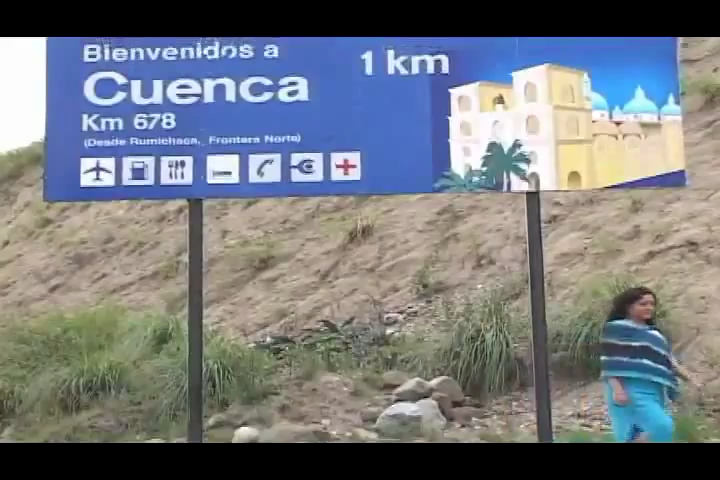 Bienvenidos a
1 km
Cuenca
Km 678
(Desde Rumichaca, Frontera Norte)